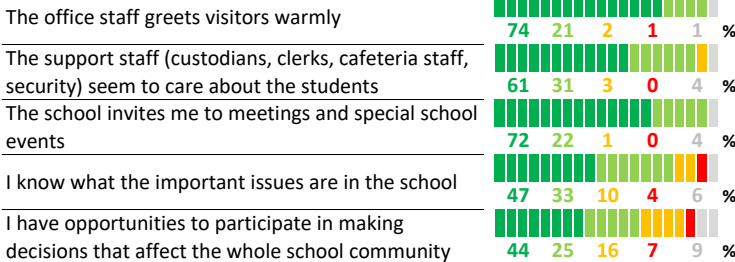 The office staff greets visitors warmly
74 21 2 1 1 %
The support staff (custodians, clerks, cafeteria staff,
security) seem to care about the students
61 31 3 0 4 %
The school invites me to meetings and special school
events
72 22 1 0 4 %
I know what the important issues are in the school
47 33 10 4 6 %
I have opportunities to participate in making
decisions that affect the whole school community
44 25 16 7 9 %